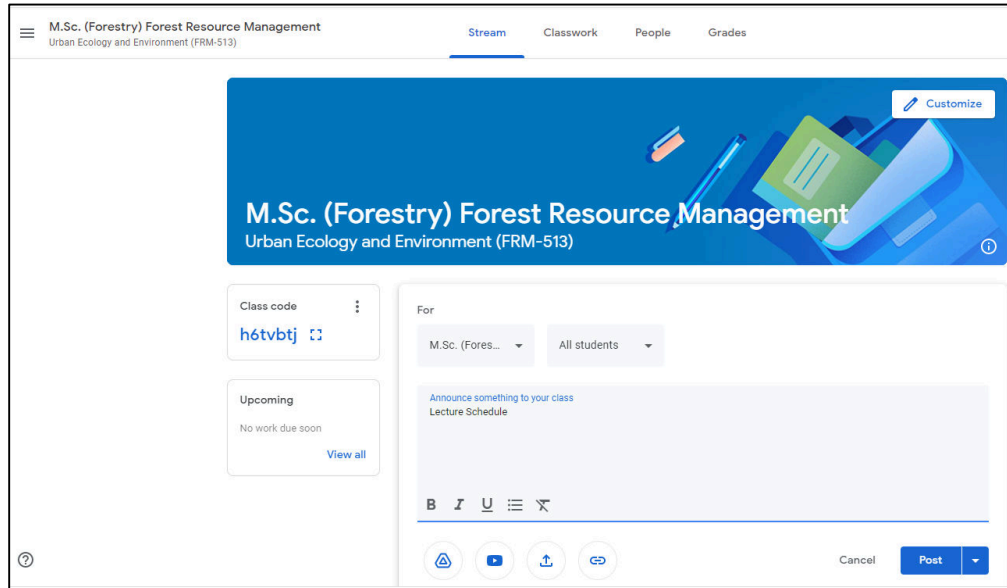 M.Sc. (Forestry) Forest Resource Management
Urban Ecology and Environment (FRM-513)
Stream Classwork People Grades
Customize
M.Sc. (Forestry) Forest Resource Management
Urban Ecology and Environment (FRM-513)
Class code
h6tvbtj
Upcoming
No work due soon
View all
For
M.Sc. (Fores... All students
Announce something to your class
Lecture Schedule
B I U
Cancel Post